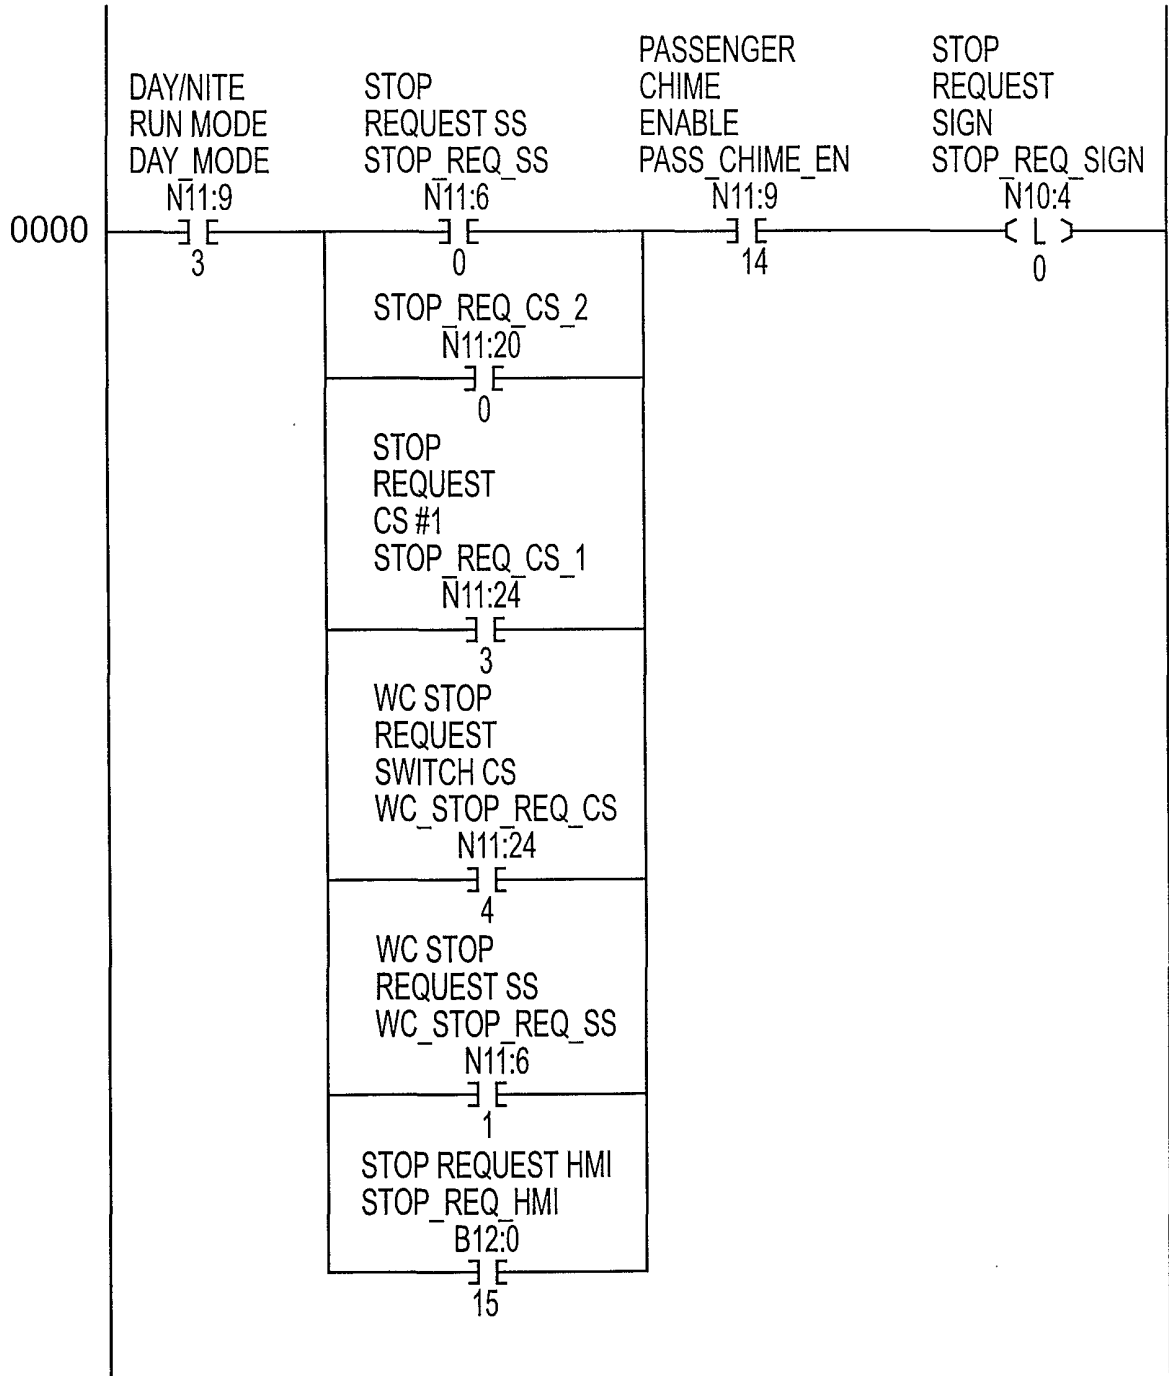 DAY/NITE
RUN MODE
DAY_MODE
N11:9
3
STOP
REQUEST SS
STOP_REQ_SS
N11:6
0
PASSENGER
CHIME
ENABLE
PASS_CHIME_EN
N11:9
14
STOP
REQUEST
SIGN
STOP_REQ_SIGN
N10:4
L
0
0000
STOP_REQ_CS_2
N11:20
0
STOP
REQUEST
CS #1
STOP_REQ_CS_1
N11:24
3
WC STOP
REQUEST
SWITCH CS
WC_STOP_REQ_CS
N11:24
4
WC STOP
REQUEST SS
WC_STOP_REQ_SS
N11:6
1
STOP REQUEST HMI
STOP_REQ_HMI
B12:0
15